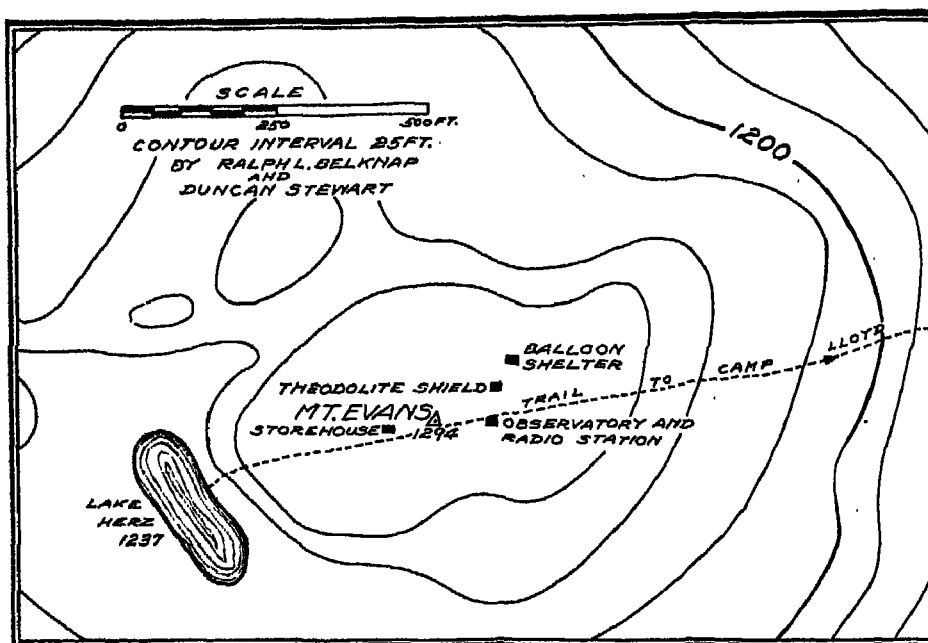 SCALE
0 250 500 FT.
CONTOUR INTERVAL 25 FT.
BY RALPH L. BELKNAP
AND
DUNCAN STEWART
1200
BALLOON
SHELTER
THEODOLITE SHIELD
TRAIL TO CAMP LLOYD
MT. EVANS
1294
STOREHOUSE
OBSERVATORY AND
RADIO STATION
LAKE
HERZ
1237